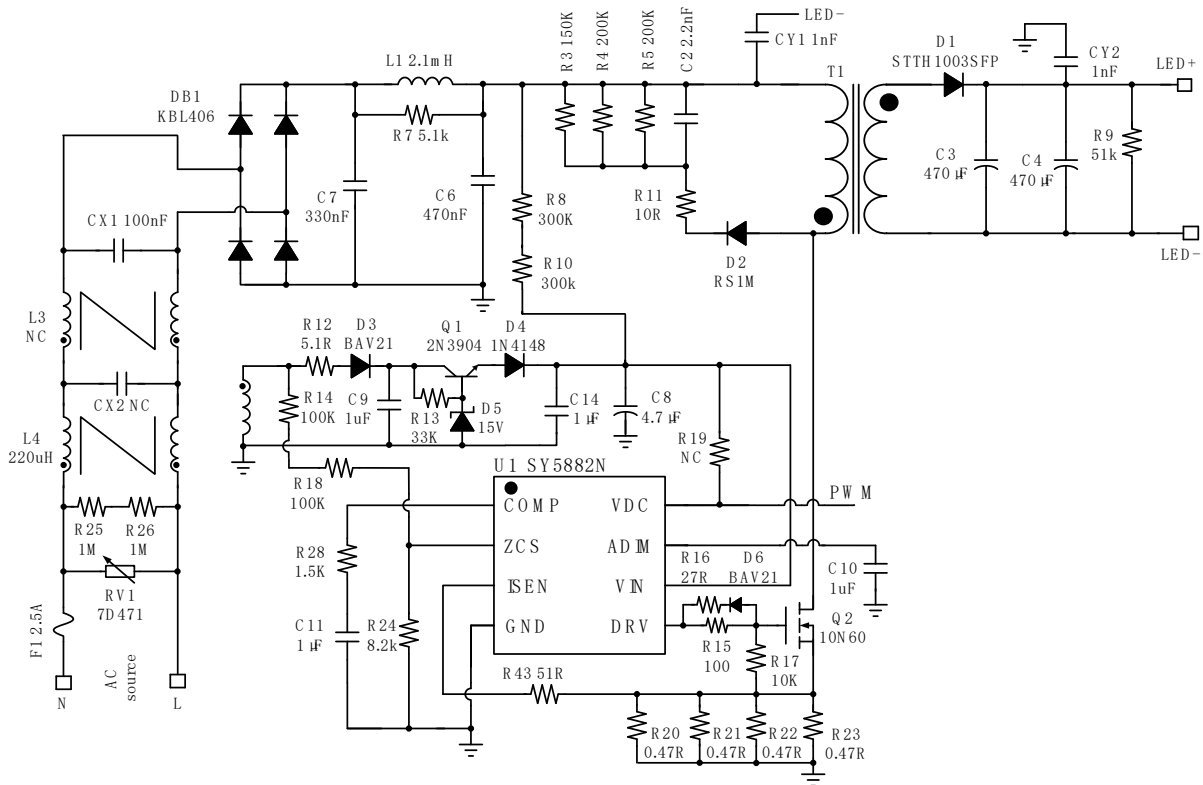 LED-
CY1 1nF
R3 150K
R4 200K
R5 200K
C2 2.2nF
D1
STTH1003SFP
CY2
1nF
LED+
T1
L1 2.1mH
DB1
KBL406
R7 5.1k
C7
330nF
C6
470nF
R8
300K
R11
10R
C3
470µF
C4
470µF
R9
51k
CX1 100nF
R10
300k
D2
RS1M
LED-
L3
NC
R12
5.1R
D3
BAV21
Q1
2N3904
D4
1N4148
CX2 NC
R14
100K
C9
1uF
R13
33K
D5
15V
C14
1µF
C8
4.7µF
L4
220uH
R19
NC
U1 SY5882N
R18
100K
COMP
VDC
PWM
R25
1M
R26
1M
ZCS
ADIM
R28
1.5K
R16
27R
D6
BAV21
C10
1uF
RV1
7D471
ISEN
VIN
F1 2.5A
C11
1µF
R24
8.2k
GND
DRV
Q2
10N60
R15
100
R17
10K
AC
source
N
L
R43 51R
R20
0.47R
R21
0.47R
R22
0.47R
R23
0.47R